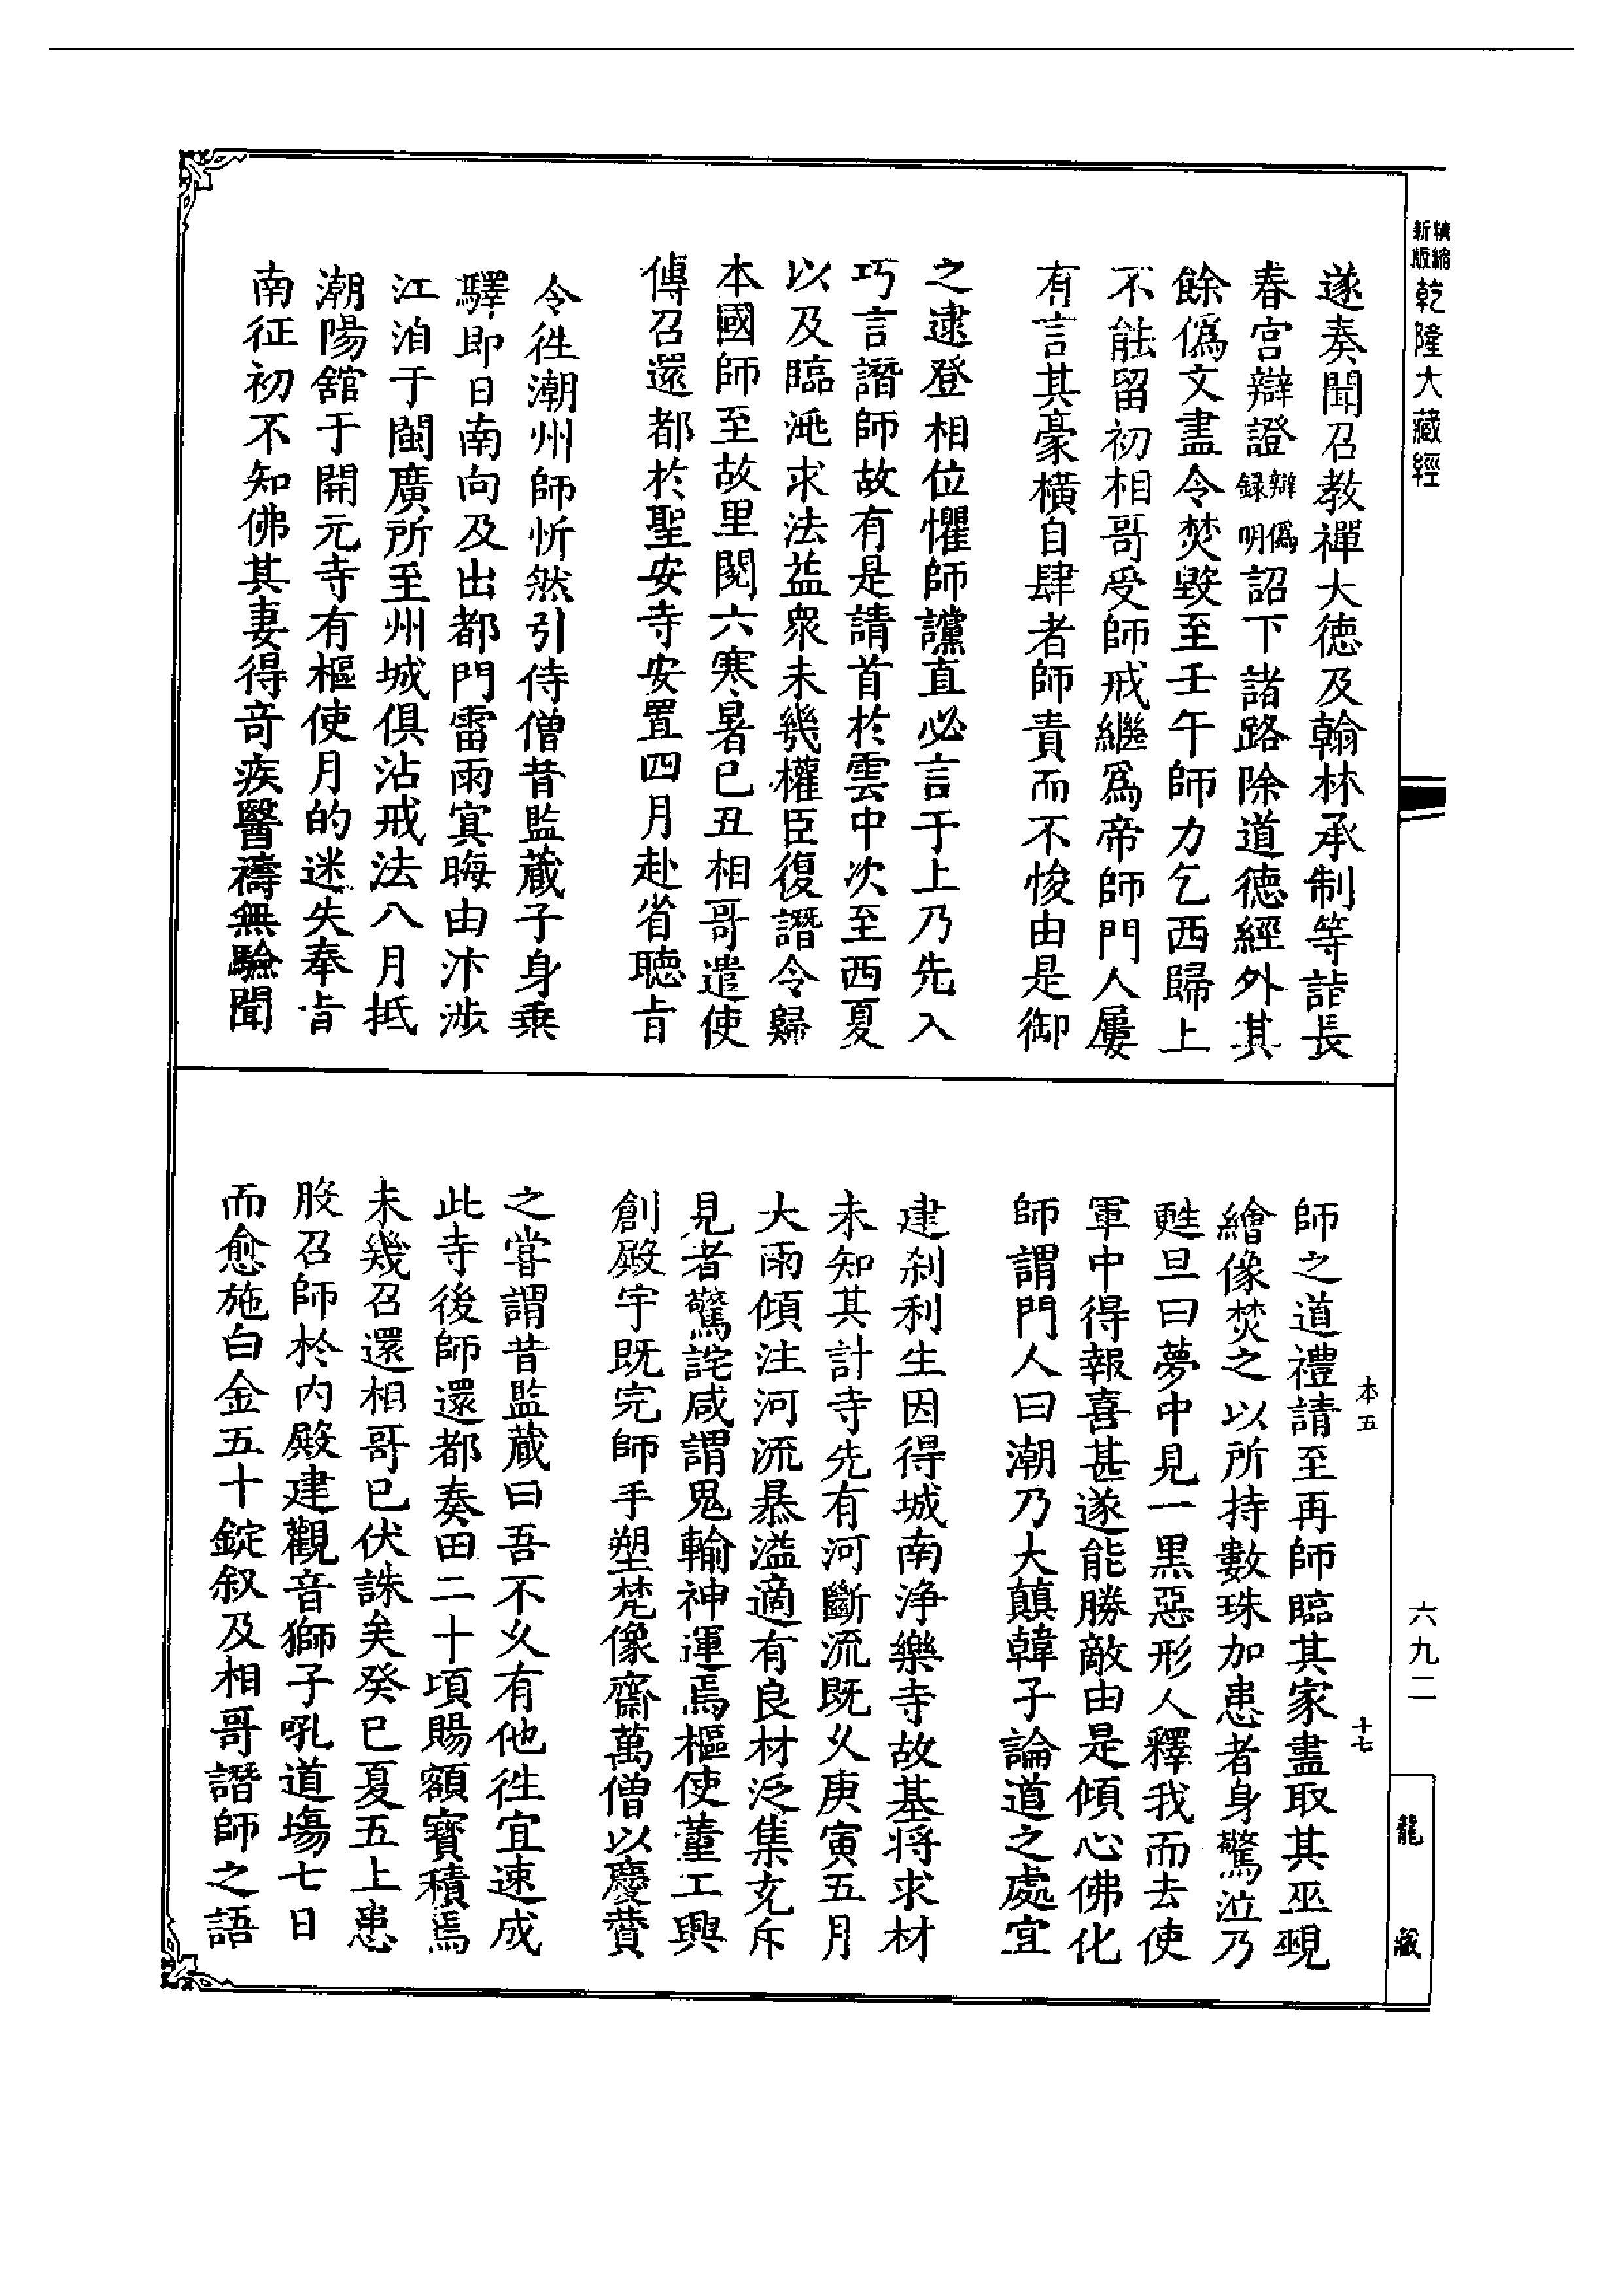 精縮新版乾隆大藏經
遂奏聞召教禪大德及翰林承制等詣長
春宮辯證辯偽録明詔下諸路除道德經外其
餘偽文盡令焚毀至壬午師力乞西歸上
不能留初相哥受師戒繼為帝師門人屢
有言其豪橫自肆者師責而不悛由是御
之逮登相位懼師讜直必言于上乃先入
巧言譖師故有是請首於雲中次至西夏
以及臨洮求法益衆未幾權臣復譖令歸
本國師至故里閱六寒暑已丑相哥遣使
傳召還都於聖安寺安置四月赴省聽旨
令徃潮州師忻然引侍僧昔監蔵子身乗
驛即日南向及出都門雷雨寘晦由汴涉
江洎于閩廣所至州城俱沾戒法八月抵
潮陽舘于開元寺有樞使月的迷失奉旨
南征初不知佛其妻得竒疾醫禱無驗聞
本五
十七
師之道禮請至再師臨其家盡取其巫覡
繪像焚之以所持數珠加患者身驚泣乃
甦旦曰夢中見一黑惡形人釋我而去使
軍中得報喜甚遂能勝敵由是傾心佛化
師謂門人曰潮乃大顛韓子論道之處宜
建刹利生因得城南浄樂寺故基将求材
未知其計寺先有河斷流既乆庚寅五月
大雨傾注河流暴溢適有良材泛集充斥
見者驚詫咸謂鬼輸神運焉樞使董工興
創殿宇既完師手塑梵像齋萬僧以慶賛
之甞謂昔監蔵曰吾不乆有他徃宜速成
此寺後師還都奏田二十頃賜額寳積焉
未幾召還相哥已伏誅矣癸巳夏五上患
股召師於内殿建觀音獅子吼道場七日
而愈施白金五十錠叙及相哥譖師之語
六九二
龍藏